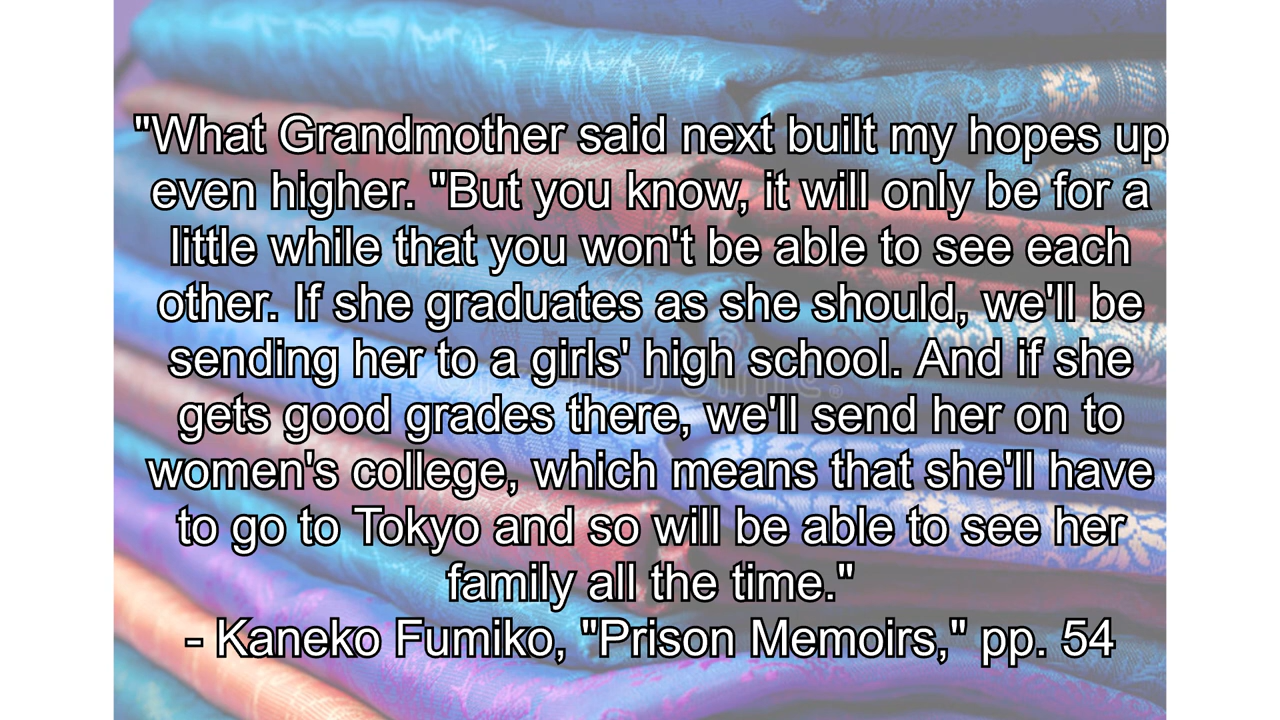 "What Grandmother said next built my hopes up
even higher. "But you know, it will only be for a
little while that you won't be able to see each
other. If she graduates as she should, we'll be
sending her to a girls' high school. And if she
gets good grades there, we'll send her on to
women's college, which means that she'll have
to go to Tokyo and so will be able to see her
family all the time."
- Kaneko Fumiko, "Prison Memoirs," pp. 54